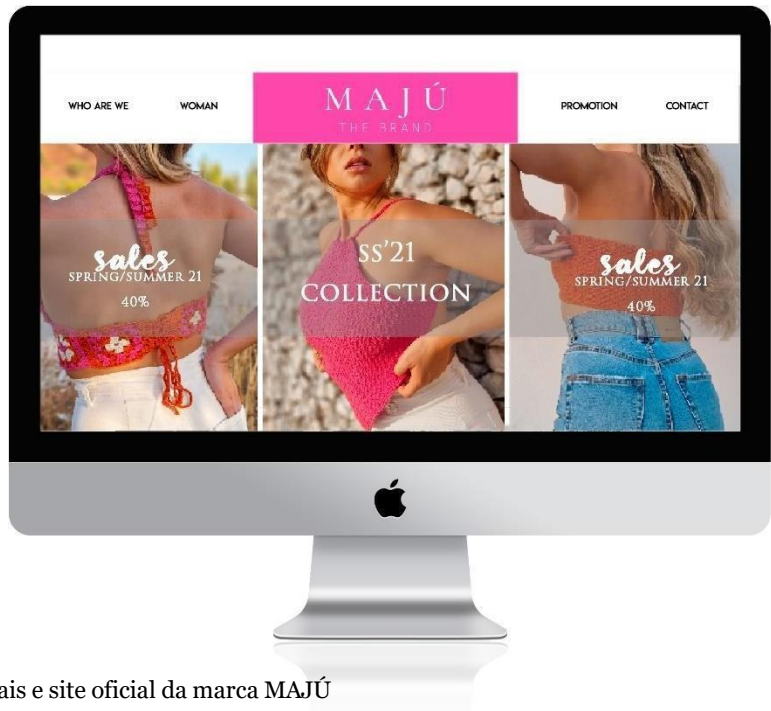 WHO ARE WE
WOMAN
MAJÚ
THE BRAND
PROMOTION
CONTACT
sales
SPRING/SUMMER 21
40%
SS'21
COLLECTION
sales
SPRING/SUMMER 21
40%
ais e site oficial da marca MAJÚ